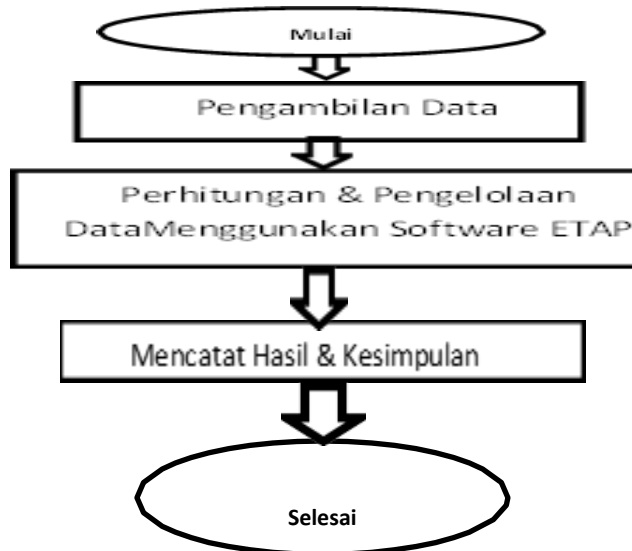 Mulai
Pengambilan Data
Perhitungan & Pengelolaan
DataMenggunakan Software ETAP
Mencatat Hasil & Kesimpulan
Selesai